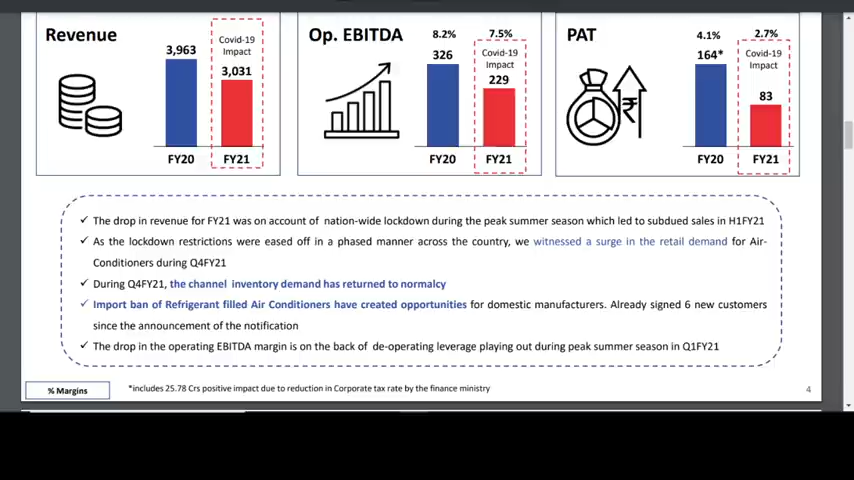 Revenue
3,963
Covid-19
Impact
3,031
FY20
FY21
Op. EBITDA
8.2%
7.5%
326
Covid-19
Impact
229
FY20
FY21
PAT
4.1%
2.7%
164*
Covid-19
Impact
83
₹
FY20
FY21
✓ The drop in revenue for FY21 was on account of nation-wide lockdown during the peak summer season which led to subdued sales in H1FY21
✓ As the lockdown restrictions were eased off in a phased manner across the country, we witnessed a surge in the retail demand for Air-
Conditioners during Q4FY21
✓ During Q4FY21, the channel inventory demand has returned to normalcy
✓ Import ban of Refrigerant filled Air Conditioners have created opportunities for domestic manufacturers. Already signed 6 new customers
since the announcement of the notification
✓ The drop in the operating EBITDA margin is on the back of de-operating leverage playing out during peak summer season in Q1FY21
% Margins
*includes 25.78 Crs positive impact due to reduction in Corporate tax rate by the finance ministry
4